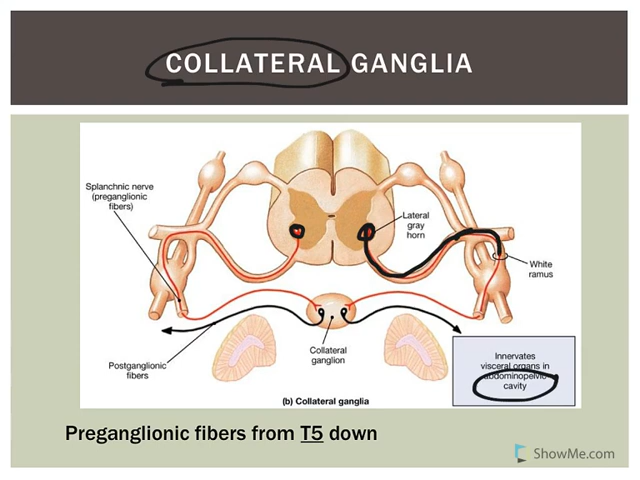 COLLATERAL GANGLIA
Splanchnic nerve
(preganglionic
fibers)
Lateral
gray
horn
White
ramus
Collateral
ganglion
Postganglionic
fibers
Innervates
visceral organs in
abdominopelvic
cavity
(b) Collateral ganglia
Preganglionic fibers from T5 down
ShowMe.com